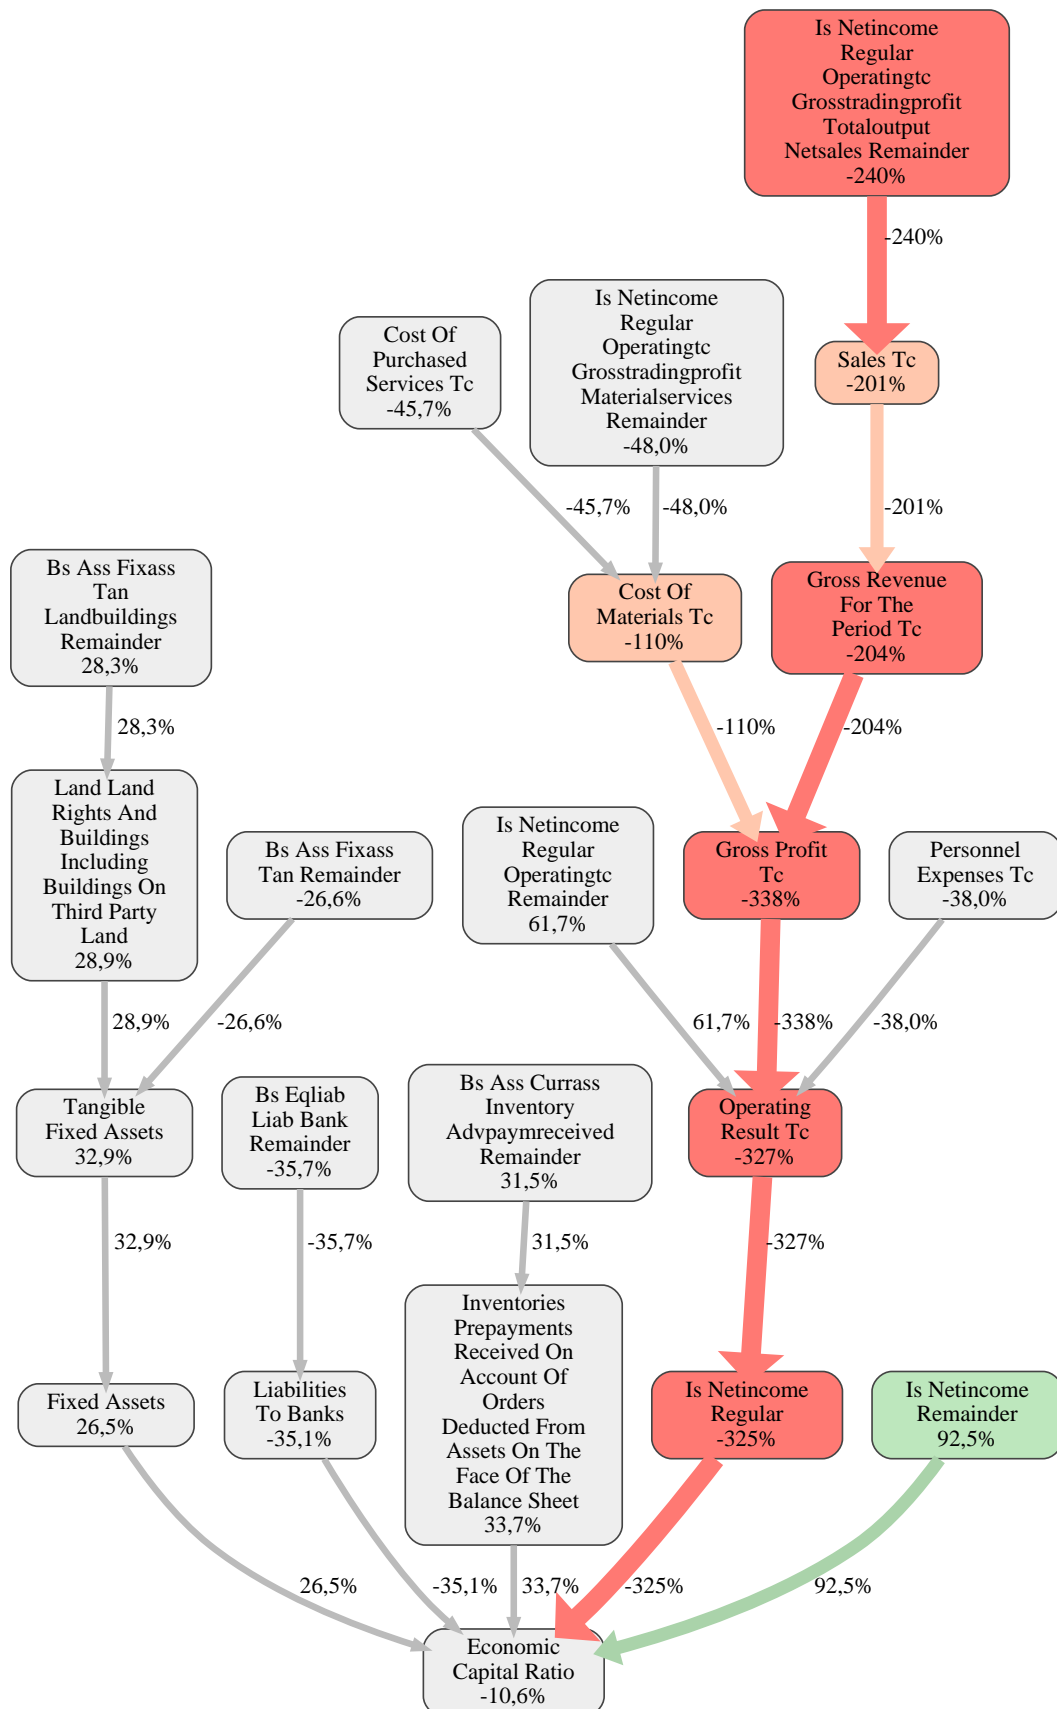 Is Netincome
Regular
Operatingtc
Grosstradingprofit
Totaloutput
Netsales Remainder
-240%
-240%
Is Netincome
Regular
Operatingtc
Grosstradingprofit
Materialservices
Remainder
-48,0%
Cost Of
Purchased
Services Tc
-45,7%
Sales Tc
-201%
-45,7%
-48,0%
-201%
Bs Ass Fixass
Tan
Landbuildings
Remainder
28,3%
Cost Of
Materials Tc
-110%
Gross Revenue
For The
Period Tc
-204%
28,3%
-110%
-204%
Land Land
Rights And
Buildings
Including
Buildings On
Third Party
Land
28,9%
Bs Ass Fixass
Tan Remainder
-26,6%
Is Netincome
Regular
Operatingtc
Remainder
61,7%
Gross Profit
Tc
-338%
Personnel
Expenses Tc
-38,0%
28,9%
-26,6%
61,7%
-338%
-38,0%
Tangible
Fixed Assets
32,9%
Bs Eqliab
Liab Bank
Remainder
-35,7%
Bs Ass Currass
Inventory
Advpaymreceived
Remainder
31,5%
Operating
Result Tc
-327%
32,9%
-35,7%
31,5%
-327%
Fixed Assets
26,5%
Liabilities
To Banks
-35,1%
Inventories
Prepayments
Received On
Account Of
Orders
Deducted From
Assets On The
Face Of The
Balance Sheet
33,7%
Is Netincome
Regular
-325%
Is Netincome
Remainder
92,5%
26,5%
-35,1%
33,7%
-325%
92,5%
Economic
Capital Ratio
-10,6%